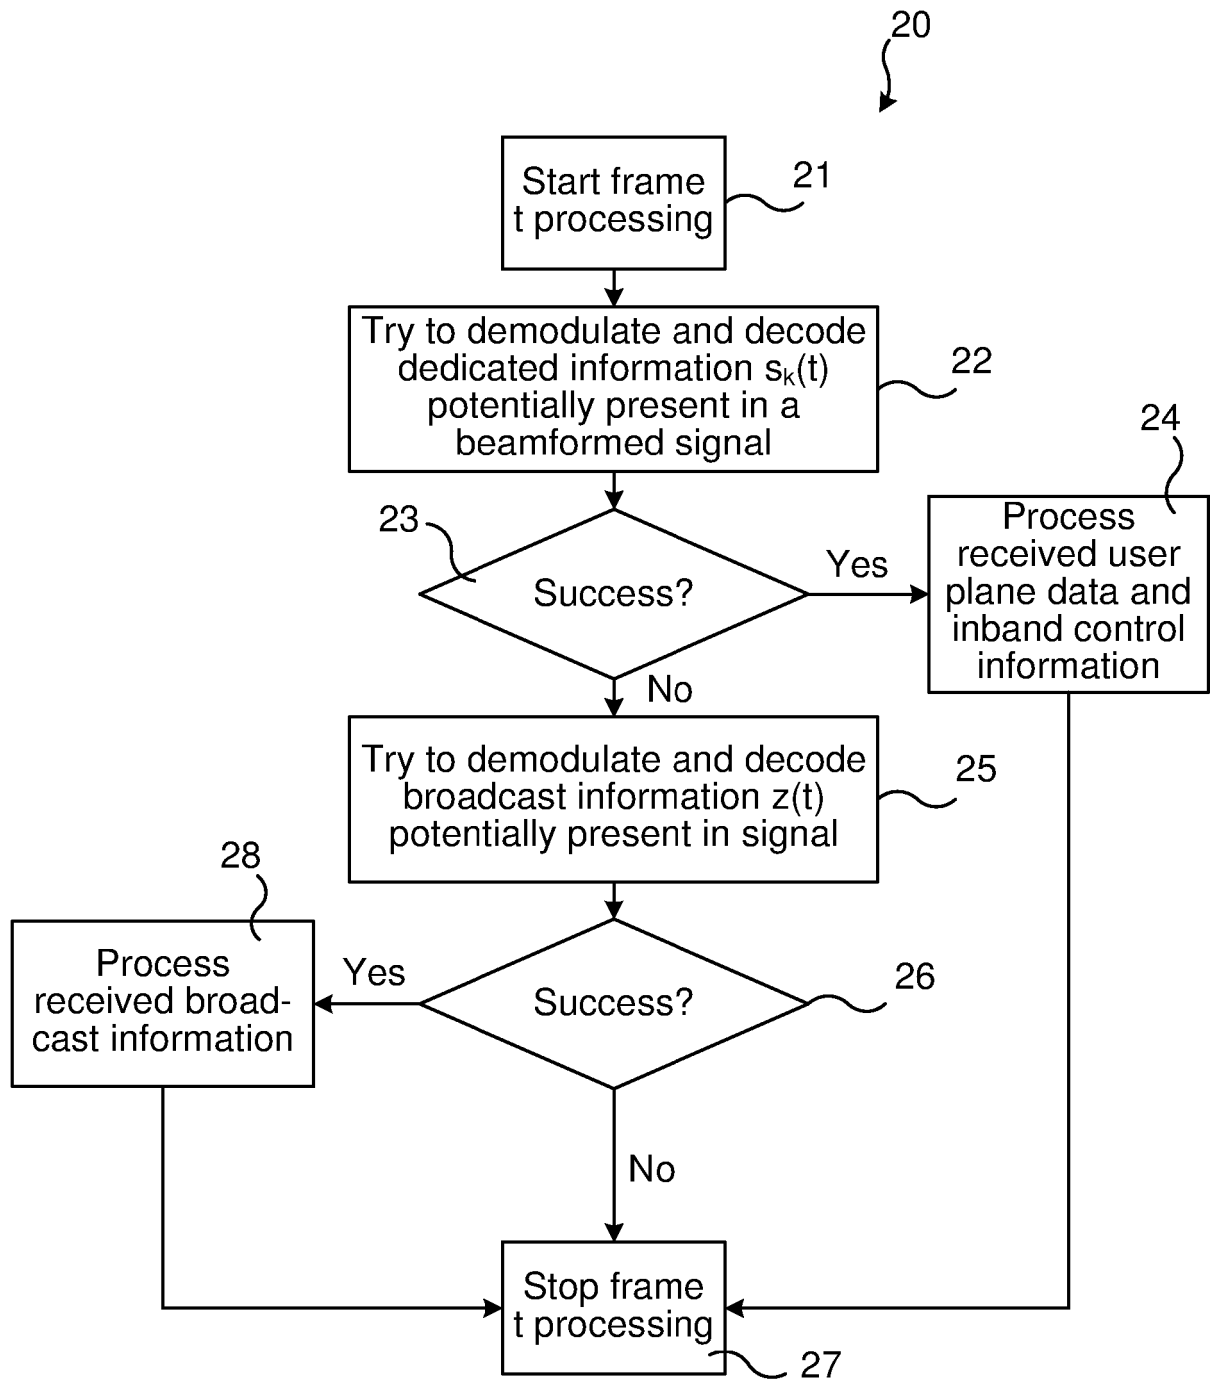 20
Start frame
t processing
21
Try to demodulate and decode
dedicated information sₖ(t)
potentially present in a
beamformed signal
22
23
Success?
Yes
24
Process
received user
plane data and
inband control
information
No
Try to demodulate and decode
broadcast information z(t)
potentially present in signal
25
28
Process
received broad-
cast information
Yes
Success?
26
No
Stop frame
t processing
27